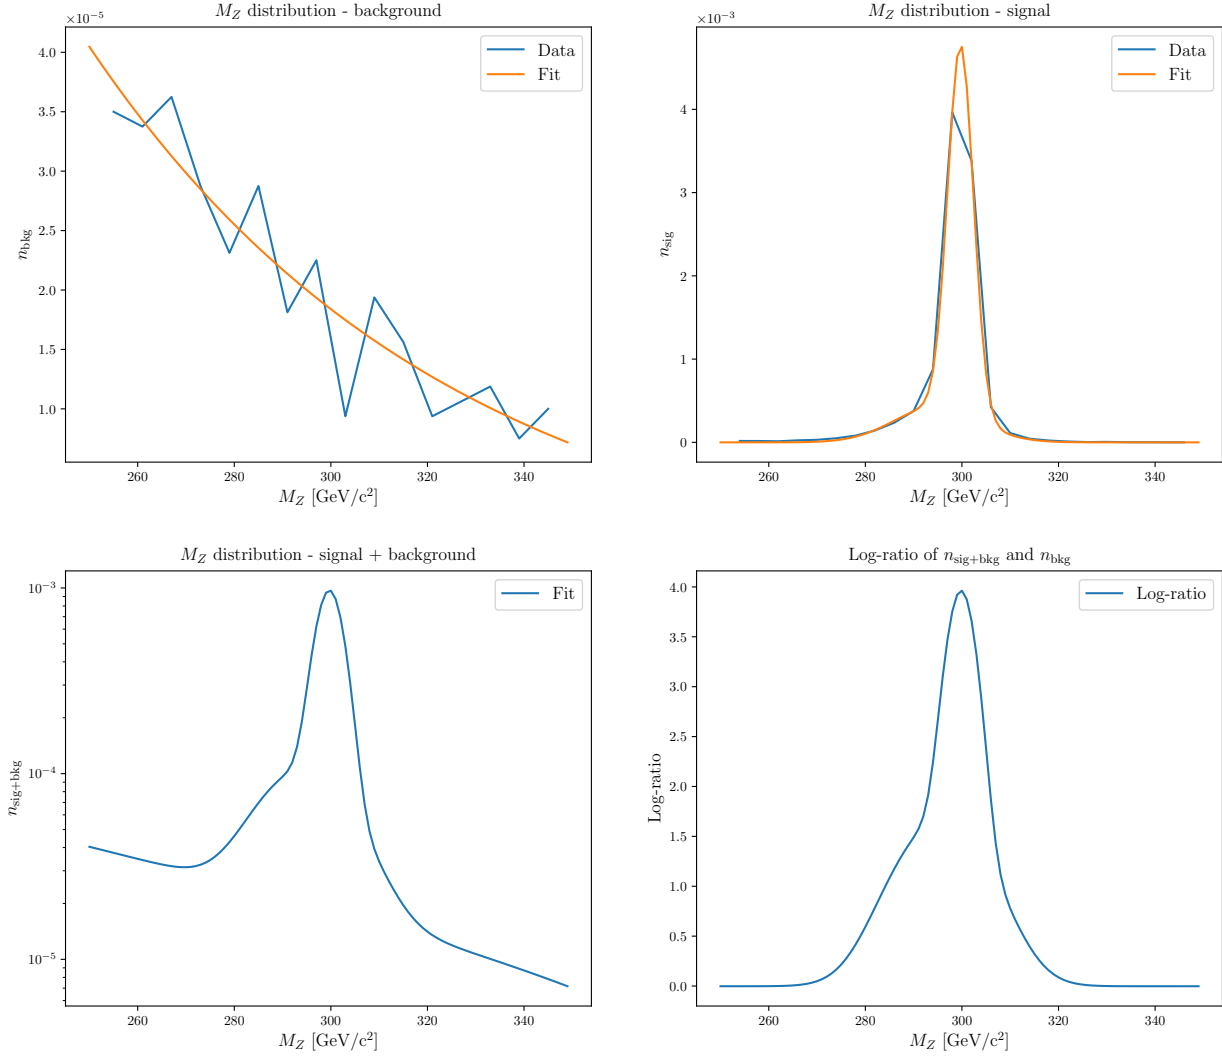 M_Z distribution - background
×10⁻⁵
4.0
3.5
3.0
2.5
2.0
1.5
1.0
n_bkg
260 280 300 320 340
M_Z [GeV/c²]
Data
Fit
M_Z distribution - signal
×10⁻³
4
3
2
1
0
n_sig
260 280 300 320 340
M_Z [GeV/c²]
Data
Fit
M_Z distribution - signal + background
10⁻³
10⁻⁴
10⁻⁵
n_sig+bkg
260 280 300 320 340
M_Z [GeV/c²]
Fit
Log-ratio of n_sig+bkg and n_bkg
4.0
3.5
3.0
2.5
2.0
1.5
1.0
0.5
0.0
Log-ratio
260 280 300 320 340
M_Z [GeV/c²]
Log-ratio